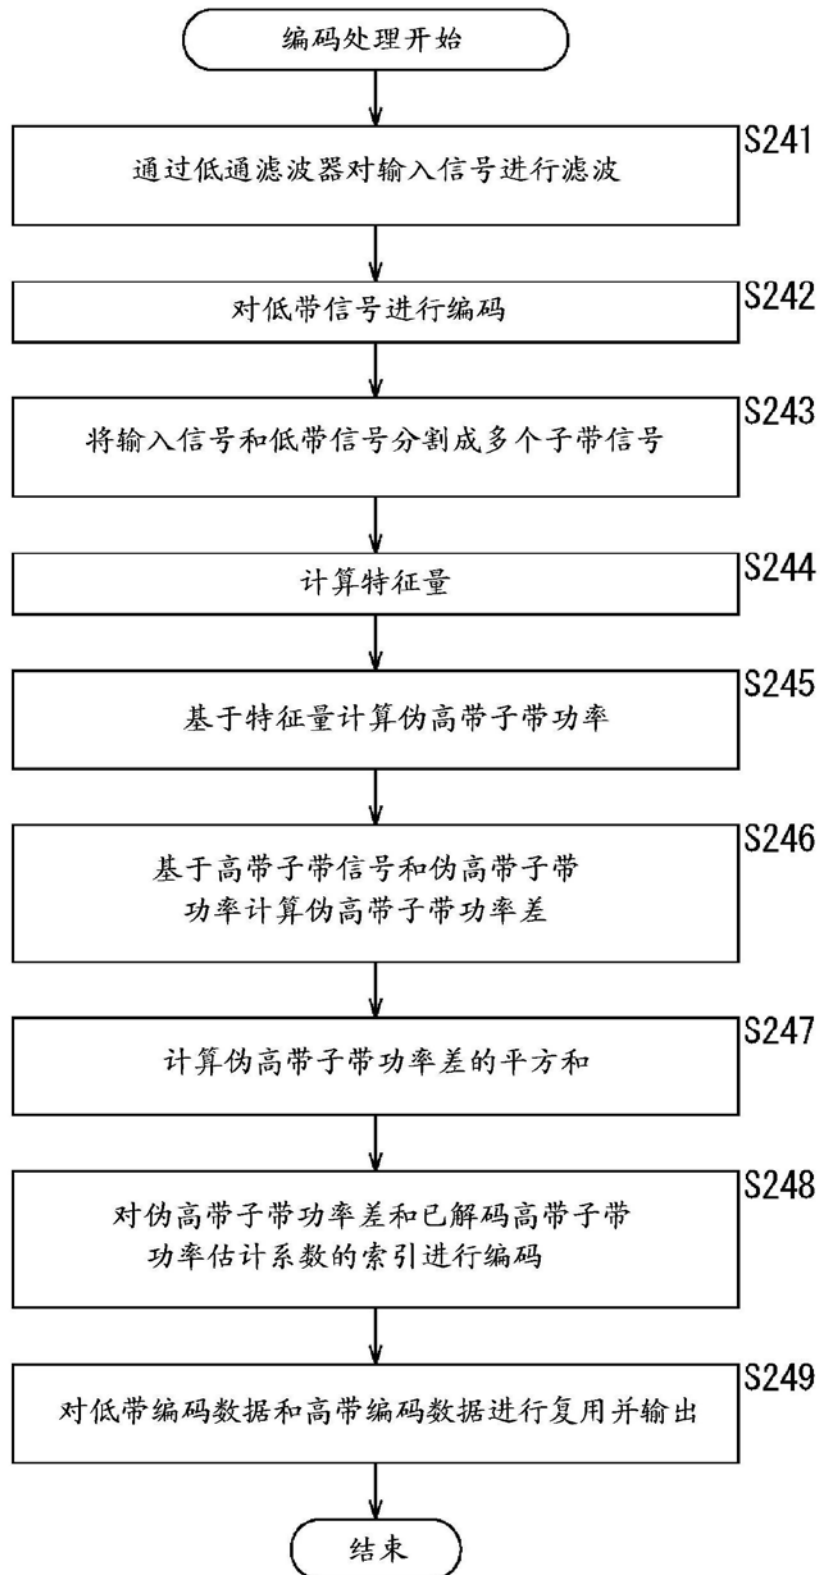 编码处理开始
S241
通过低通滤波器对输入信号进行滤波
S242
对低带信号进行编码
S243
将输入信号和低带信号分割成多个子带信号
S244
计算特征量
S245
基于特征量计算伪高带子带功率
S246
基于高带子带信号和伪高带子带
功率计算伪高带子带功率差
S247
计算伪高带子带功率差的平方和
S248
对伪高带子带功率差和已解码高带子带
功率估计系数的索引进行编码
S249
对低带编码数据和高带编码数据进行复用并输出
结束